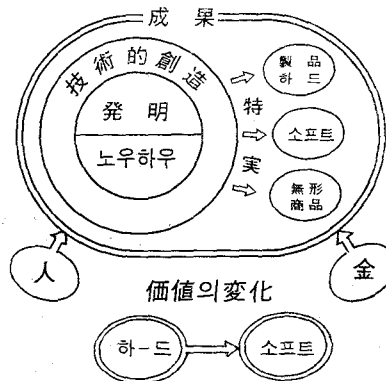 成果
技術的創造
発明
노우하우
特
実
製品
하드
소프트
無形
商品
人
金
価値의変化
하-드
소프트